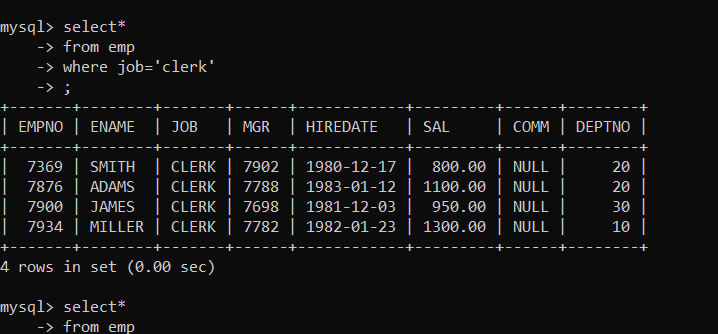 mysql> select*
    -> from emp
    -> where job='clerk'
    -> ;
+-------+--------+-------+------+------------+---------+------+--------+
| EMPNO | ENAME  | JOB   | MGR  | HIREDATE   | SAL     | COMM | DEPTNO |
+-------+--------+-------+------+------------+---------+------+--------+
|  7369 | SMITH  | CLERK | 7902 | 1980-12-17 |  800.00 | NULL |     20 |
|  7876 | ADAMS  | CLERK | 7788 | 1983-01-12 | 1100.00 | NULL |     20 |
|  7900 | JAMES  | CLERK | 7698 | 1981-12-03 |  950.00 | NULL |     30 |
|  7934 | MILLER | CLERK | 7782 | 1982-01-23 | 1300.00 | NULL |     10 |
+-------+--------+-------+------+------------+---------+------+--------+
4 rows in set (0.00 sec)
mysql> select*
    -> from emp